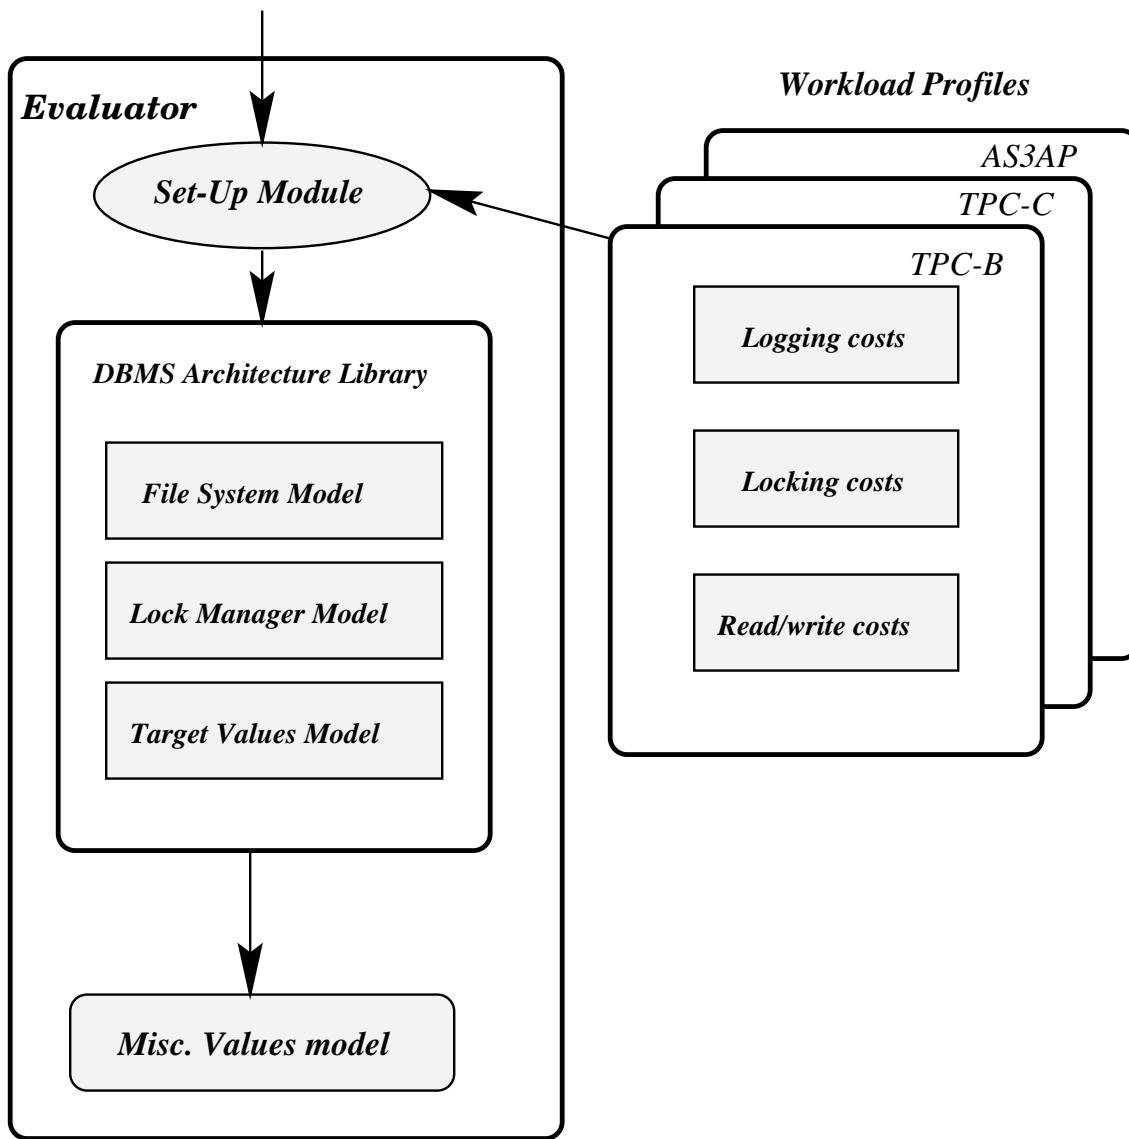 Evaluator
Set-Up Module
DBMS Architecture Library
File System Model
Lock Manager Model
Target Values Model
Misc. Values model
Workload Profiles
AS3AP
TPC-C
TPC-B
Logging costs
Locking costs
Read/write costs